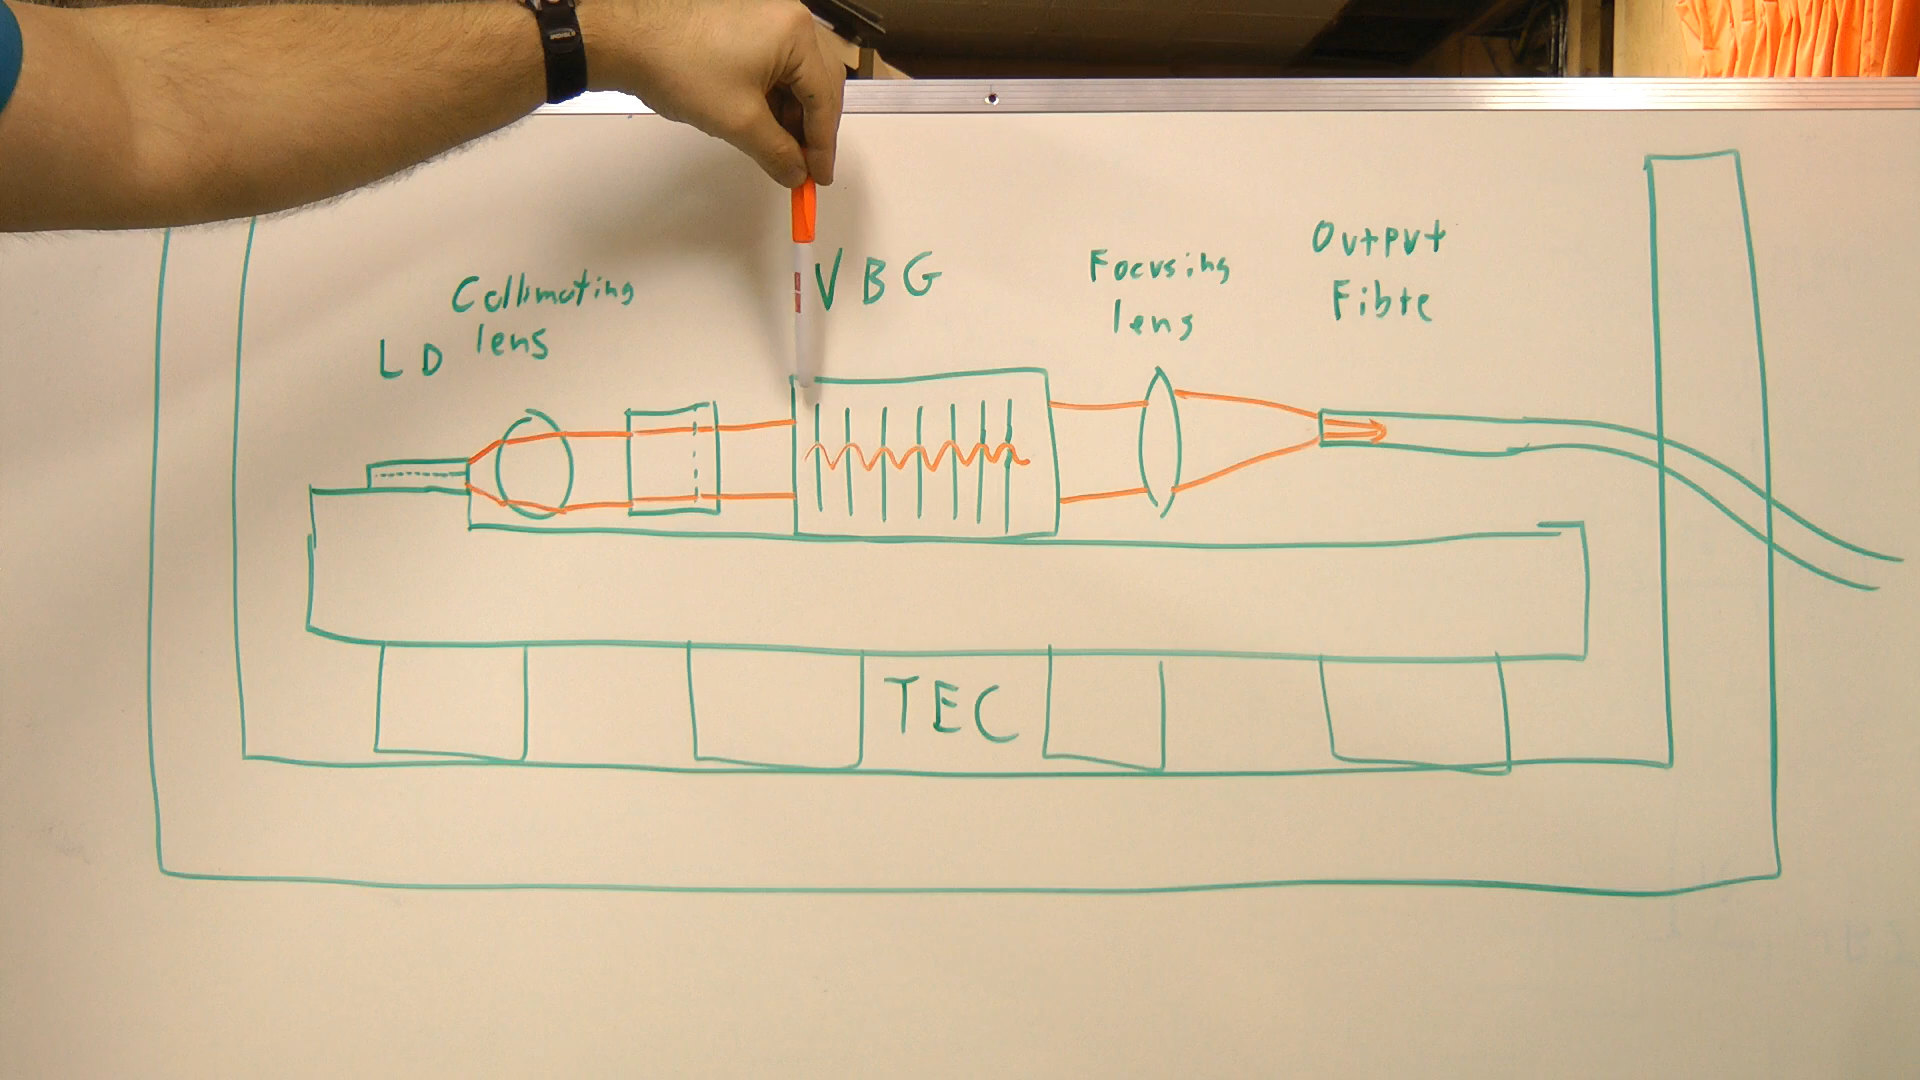 LD
Collimating
lens
VBG
Focusing
lens
Output
Fibre
TEC